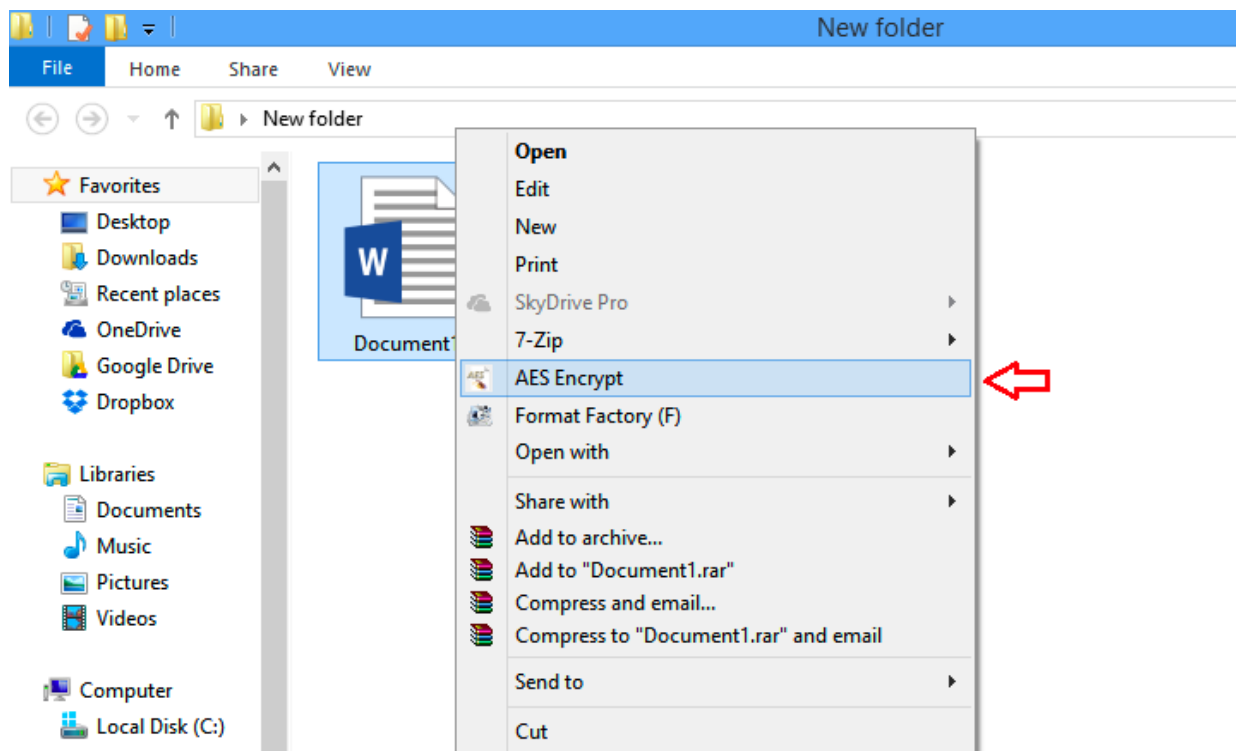 New folder
File Home Share View
New folder
Favorites
Desktop
Downloads
Recent places
OneDrive
Google Drive
Dropbox
Libraries
Documents
Music
Pictures
Videos
Computer
Local Disk (C:)
W
Document1
Open
Edit
New
Print
SkyDrive Pro
7-Zip
AES Encrypt
Format Factory (F)
Open with
Share with
Add to archive...
Add to "Document1.rar"
Compress and email...
Compress to "Document1.rar" and email
Send to
Cut